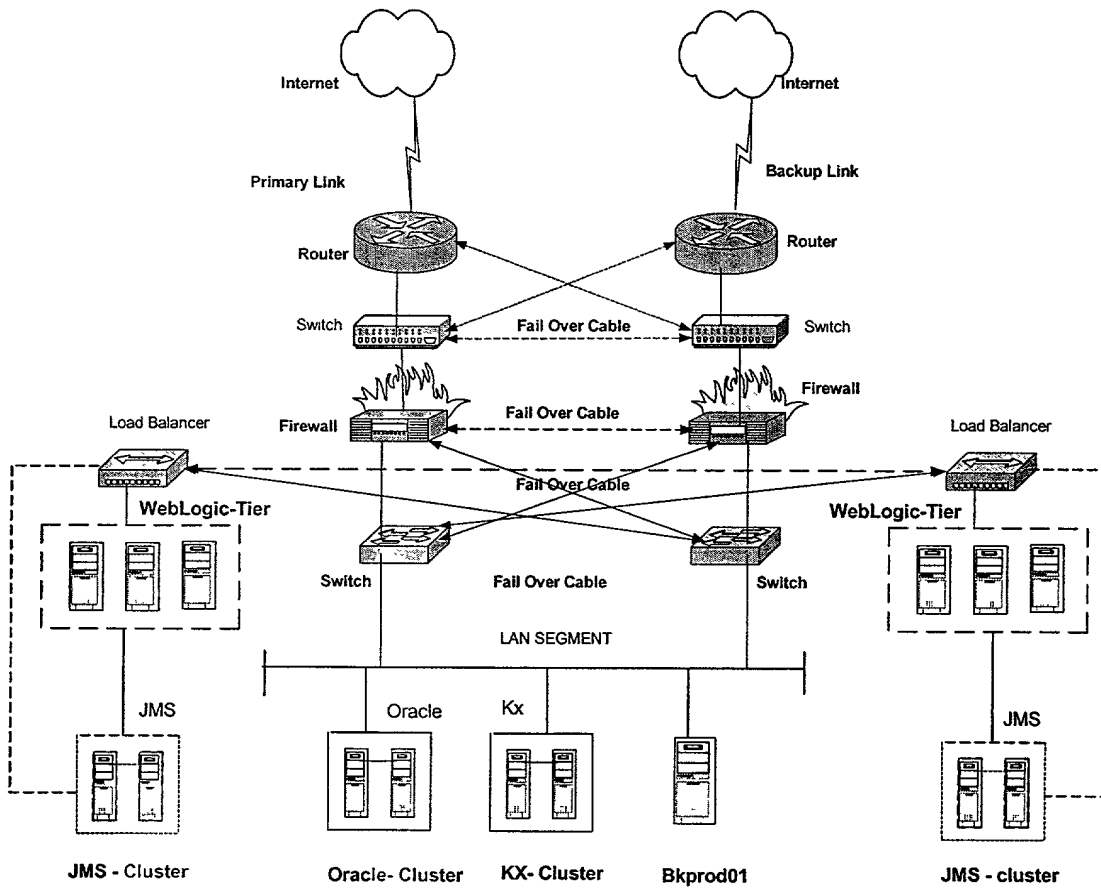 Internet
Internet
Primary Link
Backup Link
Router
Router
Switch
Fail Over Cable
Switch
Firewall
Firewall
Fail Over Cable
Load Balancer
Load Balancer
Fail Over Cable
WebLogic-Tier
WebLogic-Tier
Switch
Fail Over Cable
Switch
LAN SEGMENT
JMS
Oracle
Kx
JMS
JMS - Cluster
Oracle- Cluster
KX- Cluster
Bkprod01
JMS - cluster